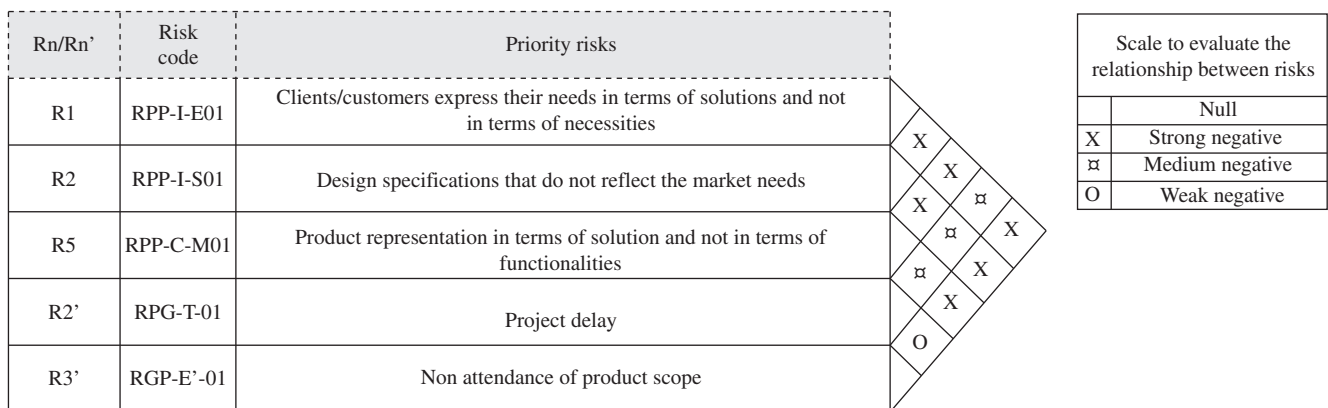 Rn/Rn’ Risk code Priority risks
R1 RPP-I-E01 Clients/customers express their needs in terms of solutions and not
in terms of necessities
R2 RPP-I-S01 Design specifications that do not reflect the market needs
R5 RPP-C-M01 Product representation in terms of solution and not in terms of
functionalities
R2’ RPG-T-01 Project delay
R3’ RGP-E’-01 Non attendance of product scope
X
X
X ¤
¤ X
¤ X
X
O
Scale to evaluate the
relationship between risks
Null
X Strong negative
¤ Medium negative
O Weak negative